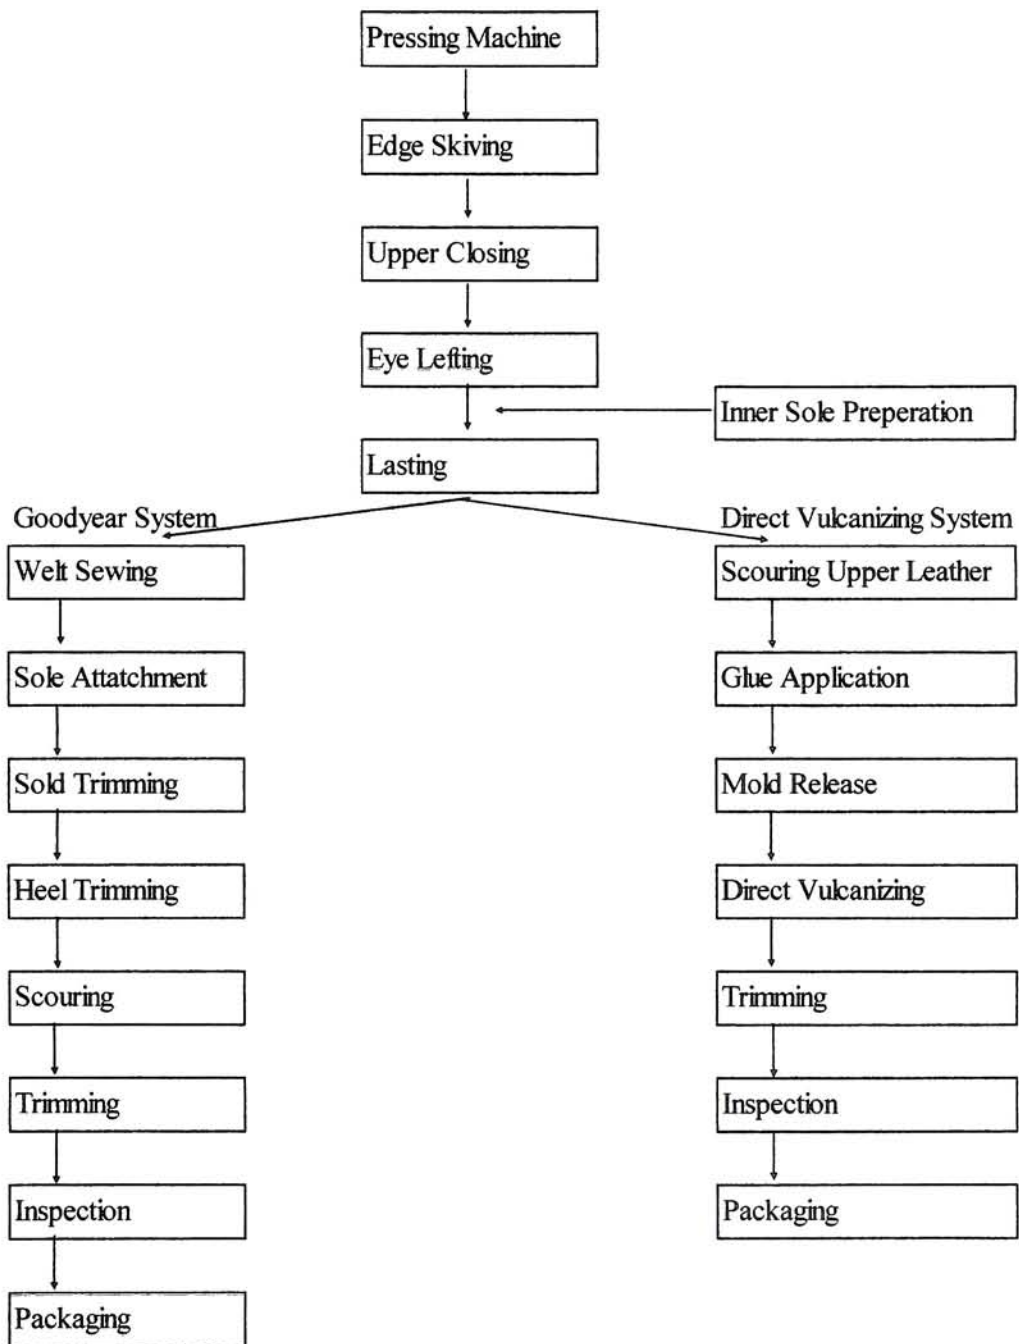 Pressing Machine
Edge Skiving
Upper Closing
Eye Lefting
Inner Sole Preperation
Lasting
Goodyear System
Welt Sewing
Sole Attatchment
Sold Trimming
Heel Trimming
Scouring
Trimming
Inspection
Packaging
Direct Vulcanizing System
Scouring Upper Leather
Glue Application
Mold Release
Direct Vulcanizing
Trimming
Inspection
Packaging